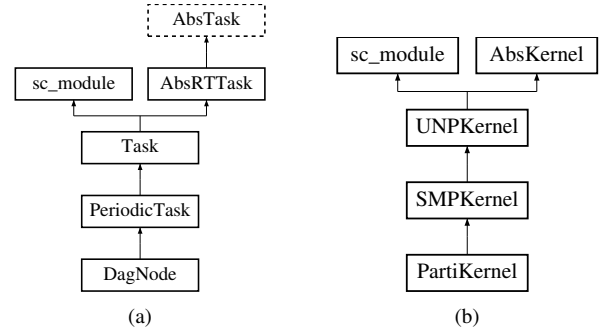 AbsTask
sc_module
AbsRTTask
Task
PeriodicTask
DagNode
(a)
sc_module
AbsKernel
UNPKernel
SMPKernel
PartiKernel
(b)